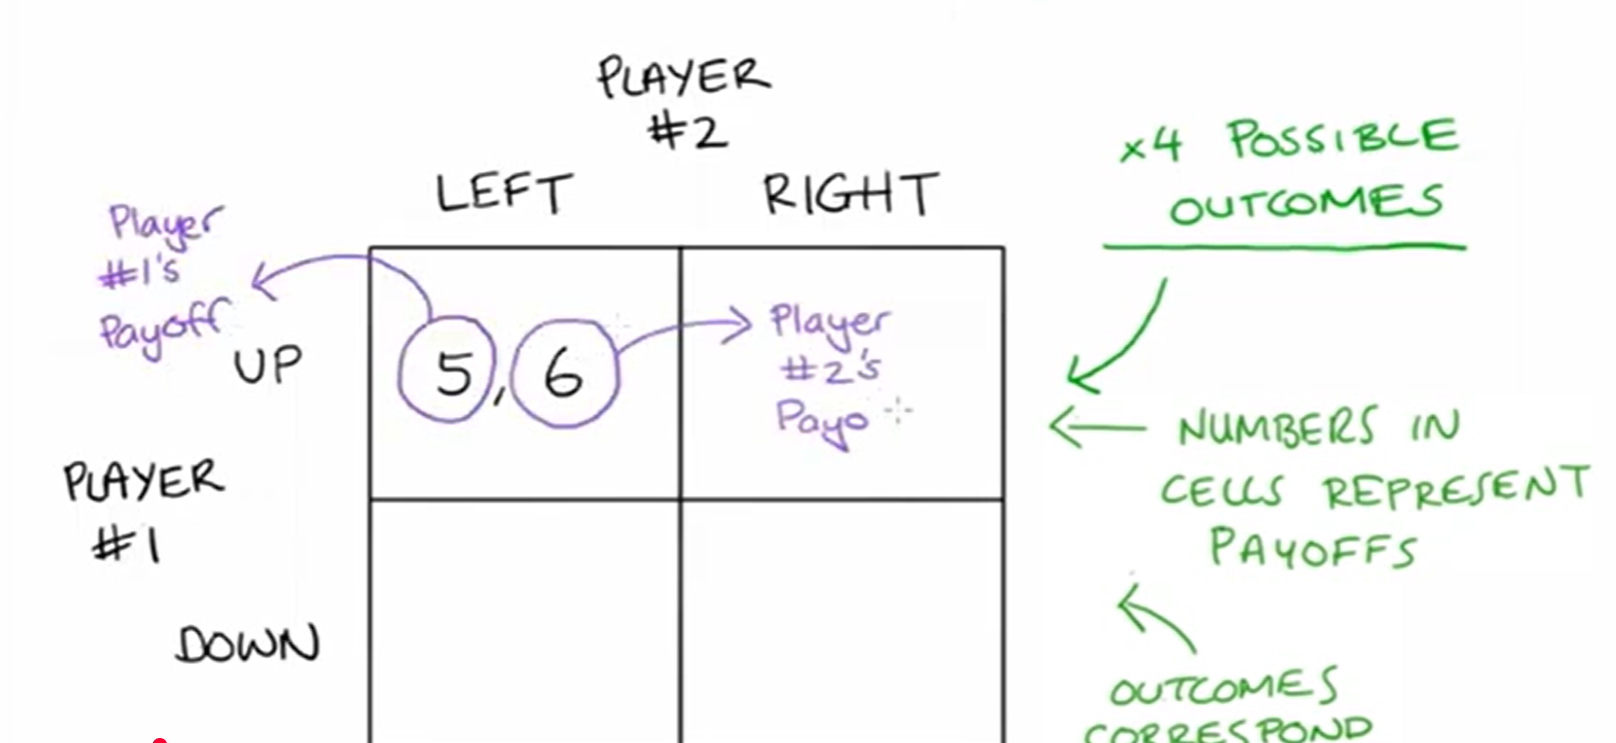 PLAYER
#2
LEFT RIGHT
x4 POSSIBLE
OUTCOMES
Player
#1's
Payoff
UP
5, 6
Player
#2's
Payo
NUMBERS IN
CELLS REPRESENT
PAYOFFS
PLAYER
#1
DOWN
OUTCOMES
CORRESPOND